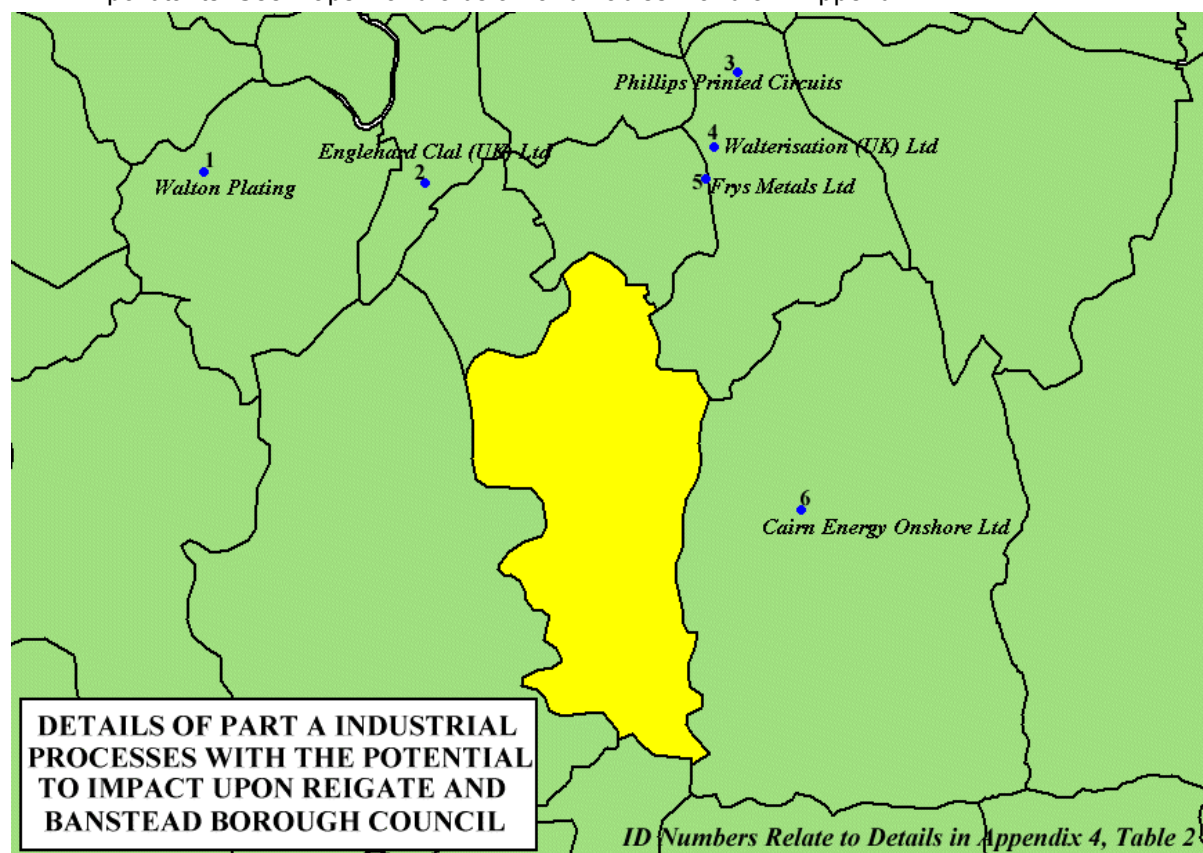 3
Phillips Printed Circuits
4
Walterisation (UK) Ltd
Englehard Clal (UK) Ltd
1
2
Walton Plating
5
Frys Metals Ltd
6
Cairn Energy Onshore Ltd
DETAILS OF PART A INDUSTRIAL
PROCESSES WITH THE POTENTIAL
TO IMPACT UPON REIGATE AND
BANSTEAD BOROUGH COUNCIL
ID Numbers Relate to Details in Appendix 4, Table 2